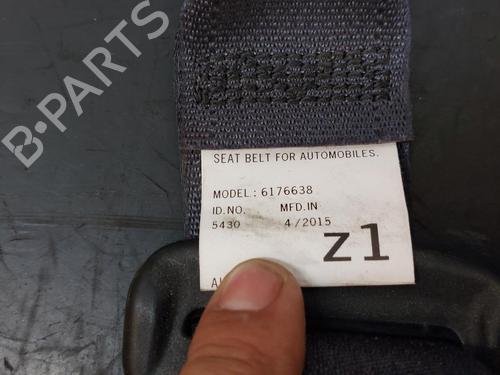 B-PARTS
SEAT BELT FOR AUTOMOBILES.
MODEL: 6176638
ID.NO. MFD.IN
5430 4/2015
z1